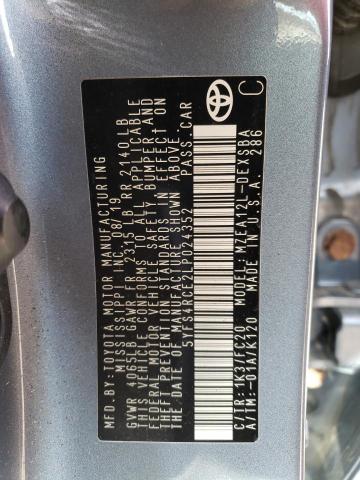 MFD. BY: TOYOTA MOTOR MANUFACTURING
MISSISSIPPI INC. 08/19
GVWR 4065LB GAWR FR 2315LB RR 2140LB
THIS VEHICLE CONFORMS TO ALL APPLICABLE
FEDERAL MOTOR VEHICLE SAFETY, BUMPER AND
THEFT PREVENTION STANDARDS IN EFFECT ON
THE DATE OF MANUFACTURE SHOWN ABOVE.
5YFS4RCE2LP024352 PASS.CAR
C
TOYOTA
C/TR: 1K3/FC20 MODEL: MZEA12L-DEXSBA
A/TM: -01A/K120 MADE IN U.S.A. 286